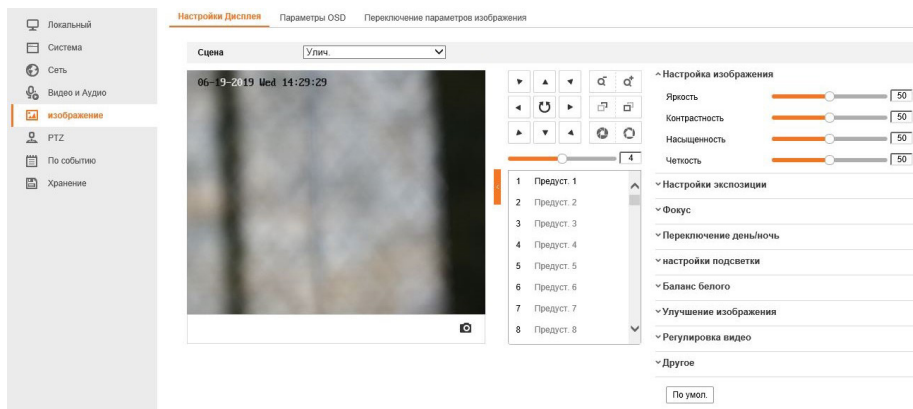 Локальный
Система
Сеть
Видео и Аудио
изображение
PTZ
По событию
Хранение
Настройки Дисплея Параметры OSD Переключение параметров изображения
Сцена Улич.
06-19-2019 Wed 14:29:29
4
1 Предуст. 1
2 Предуст. 2
3 Предуст. 3
4 Предуст. 4
5 Предуст. 5
6 Предуст. 6
7 Предуст. 7
8 Предуст. 8
Настройка изображения
Яркость 50
Контрастность 50
Насыщенность 50
Четкость 50
Настройки экспозиции
Фокус
Переключение день/ночь
настройки подсветки
Баланс белого
Улучшение изображения
Регулировка видео
Другое
По умол.